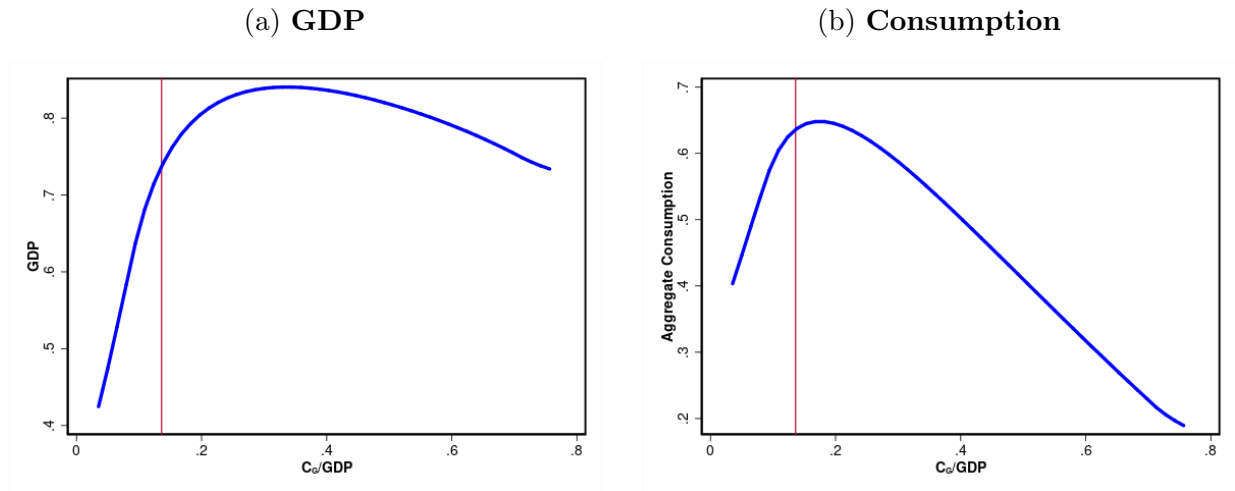 (a) GDP
GDP
.8
.7
.6
.5
.4
0 .2 .4 .6 .8
C_G/GDP
(b) Consumption
Aggregate Consumption
.7
.6
.5
.4
.3
.2
0 .2 .4 .6 .8
C_G/GDP